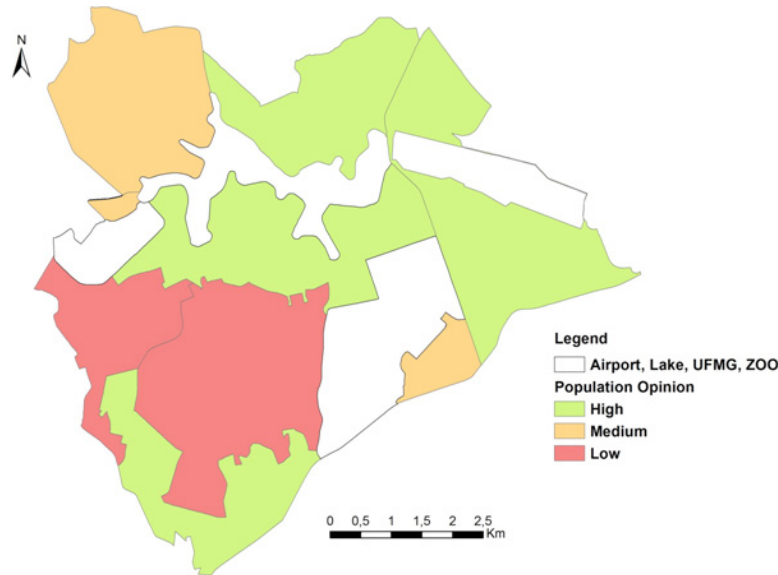 N
Legend
Airport, Lake, UFMG, ZOO
Population Opinion
High
Medium
Low
0 0,5 1 1,5 2 2,5
Km